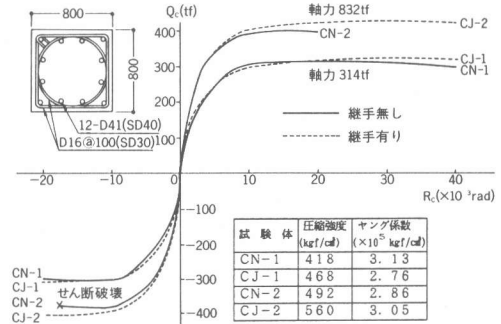 800
800
12-D41(SD40)
D16@100(SD30)
Qc(tf)
400
300
200
100
0
-100
-200
-300
-400
軸力 832tf
CJ-2
CN-2
CJ-1
CN-1
軸力 314tf
継手無し
継手有り
-20
-10
0
10
20
30
40
Rc(×10⁻³rad)
CN-1
CJ-1
CN-2
CJ-2
せん断破壊
試験体 圧縮強度 (kgf/c㎡) ヤング係数 (×10⁵ kgf/c㎡)
CN-1 418 3.13
CJ-1 468 2.76
CN-2 492 2.86
CJ-2 560 3.05